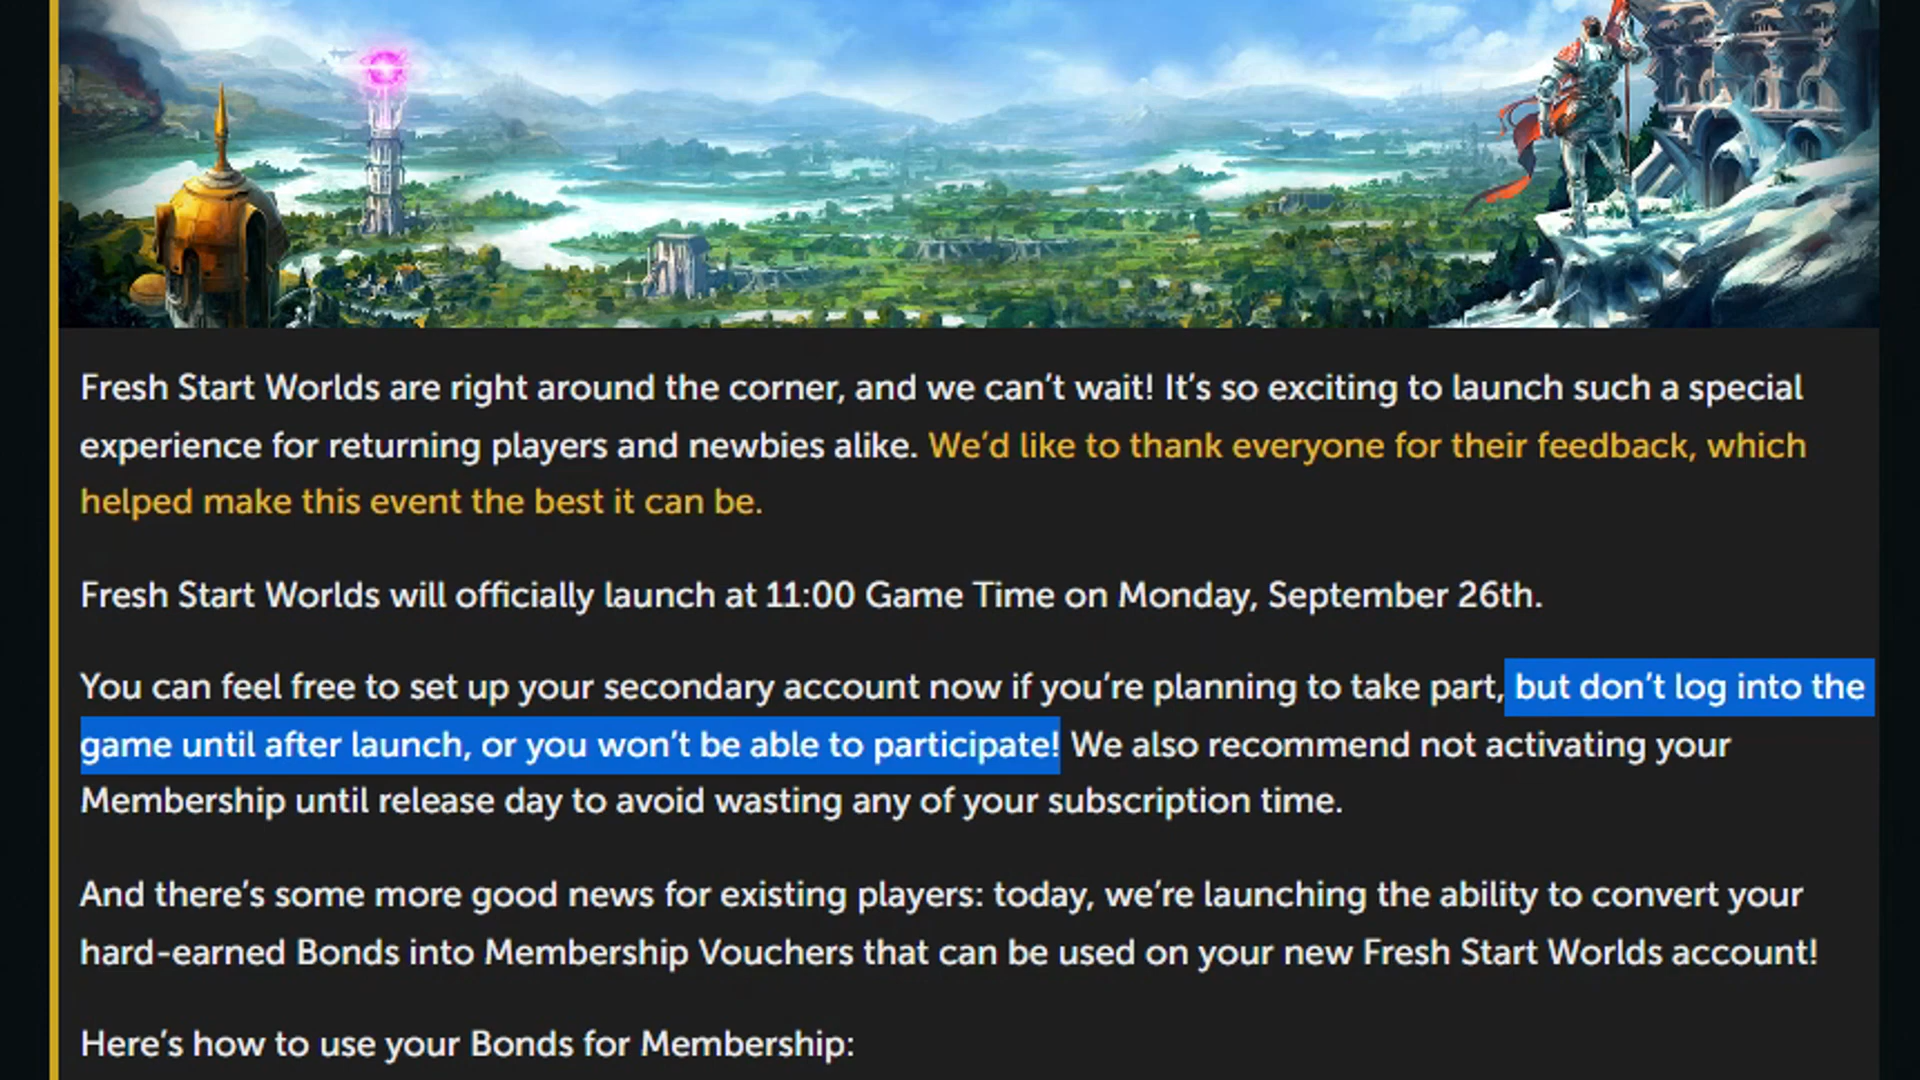 Fresh Start Worlds are right around the corner, and we can’t wait! It’s so exciting to launch such a special
experience for returning players and newbies alike. We’d like to thank everyone for their feedback, which
helped make this event the best it can be.
Fresh Start Worlds will officially launch at 11:00 Game Time on Monday, September 26th.
You can feel free to set up your secondary account now if you’re planning to take part, but don’t log into the
game until after launch, or you won’t be able to participate! We also recommend not activating your
Membership until release day to avoid wasting any of your subscription time.
And there’s some more good news for existing players: today, we’re launching the ability to convert your
hard-earned Bonds into Membership Vouchers that can be used on your new Fresh Start Worlds account!
Here’s how to use your Bonds for Membership: